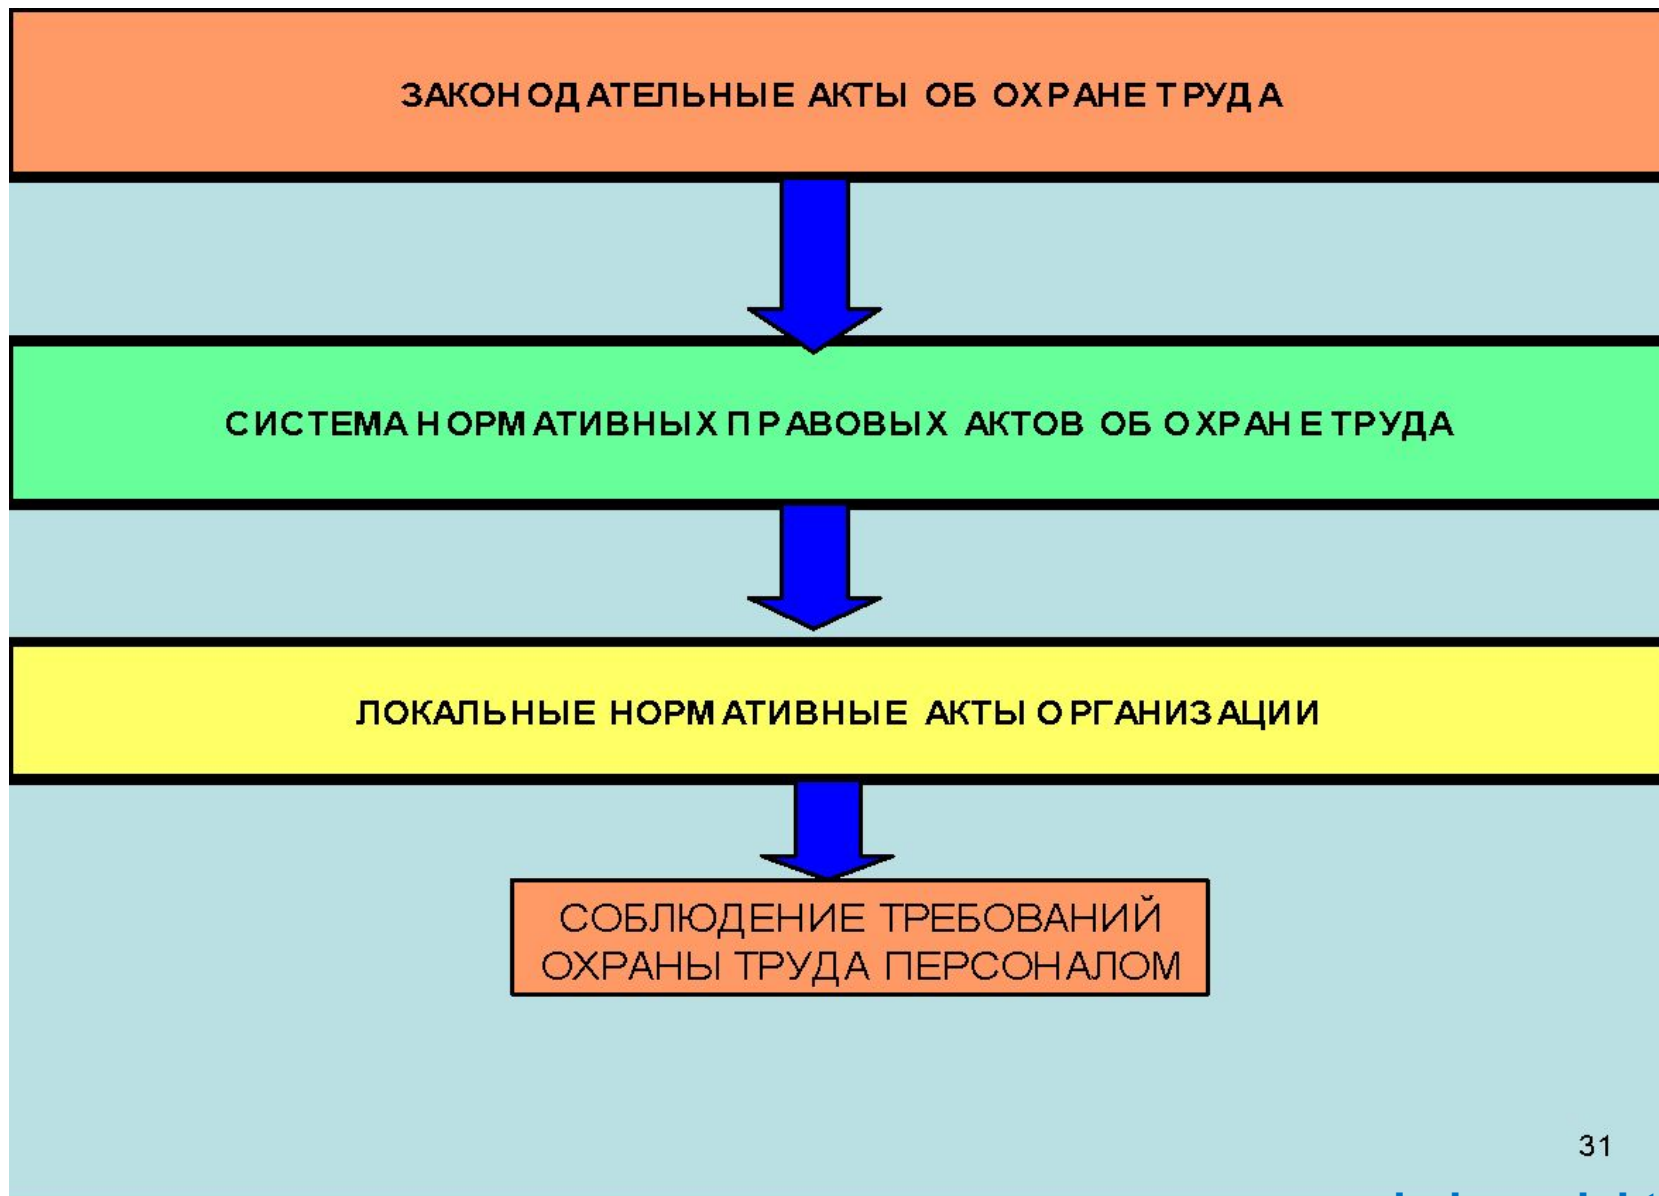 ЗАКОНОДАТЕЛЬНЫЕ АКТЫ ОБ ОХРАНЕ ТРУДА
СИСТЕМА НОРМАТИВНЫХ ПРАВОВЫХ АКТОВ ОБ ОХРАНЕ ТРУДА
ЛОКАЛЬНЫЕ НОРМАТИВНЫЕ АКТЫ ОРГАНИЗАЦИИ
СОБЛЮДЕНИЕ ТРЕБОВАНИЙ
ОХРАНЫ ТРУДА ПЕРСОНАЛОМ
31